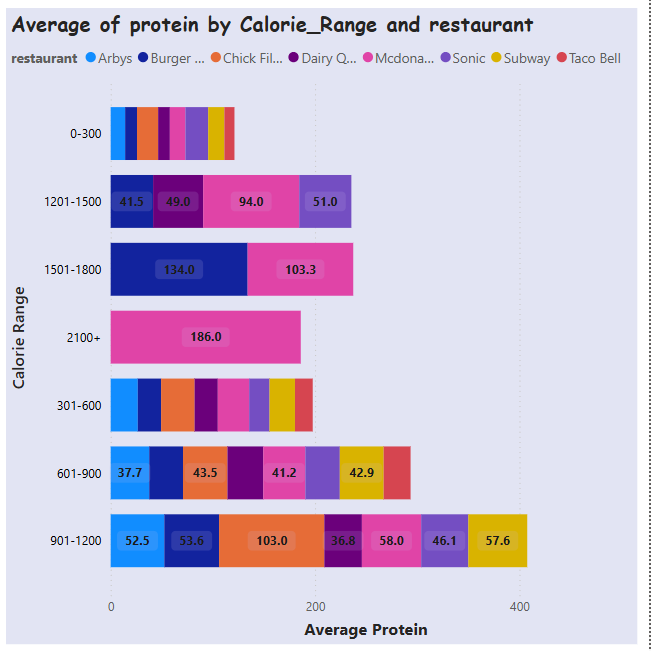 Average of protein by Calorie_Range and restaurant
restaurant Arbys Burger ... Chick Fil... Dairy Q... Mcdona... Sonic Subway Taco Bell
0-300
1201-1500 41.5 49.0 94.0 51.0
1501-1800 134.0 103.3
2100+ 186.0
301-600
601-900 37.7 43.5 41.2 42.9
901-1200 52.5 53.6 103.0 36.8 58.0 46.1 57.6
Calorie Range
0 200 400
Average Protein